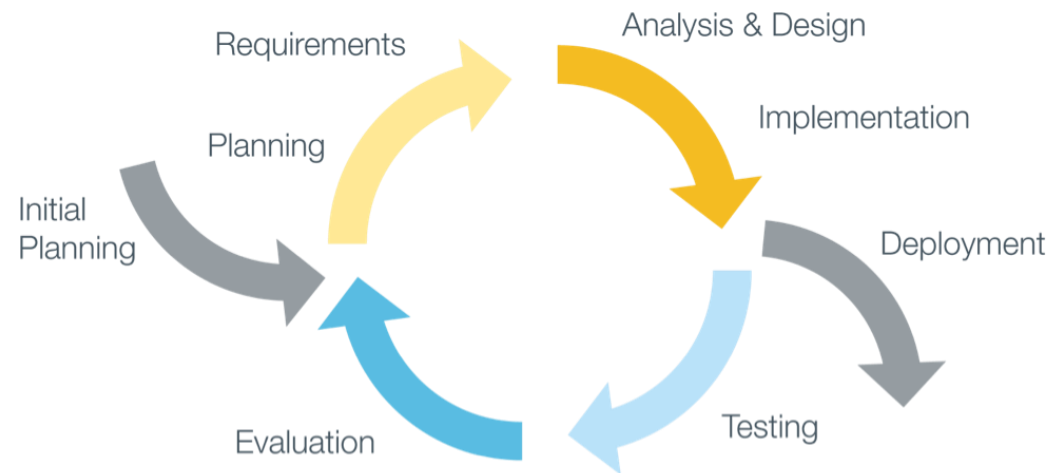 Requirements
Analysis & Design
Planning
Implementation
Initial
Planning
Deployment
Evaluation
Testing